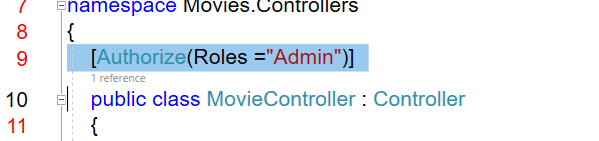 7 namespace Movies.Controllers
8 {
9 [Authorize(Roles ="Admin")]
1 reference
10 public class MovieController : Controller
11 {